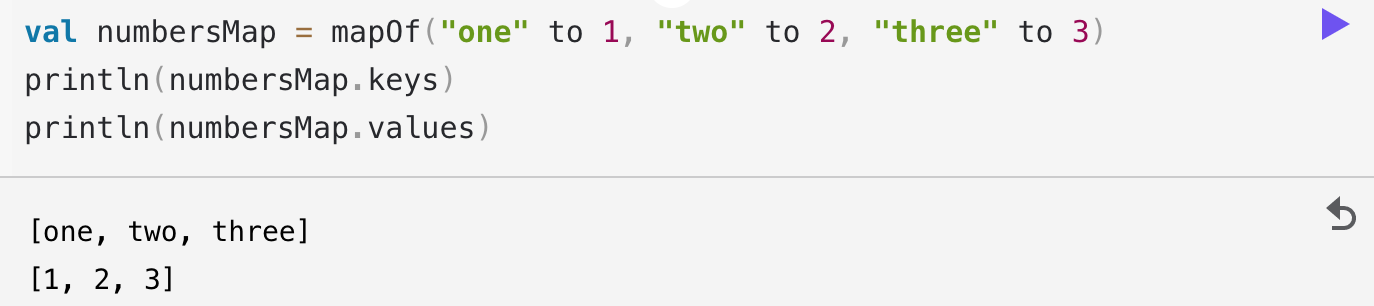 val numbersMap = mapOf("one" to 1, "two" to 2, "three" to 3)
println(numbersMap.keys)
println(numbersMap.values)
[one, two, three]
[1, 2, 3]